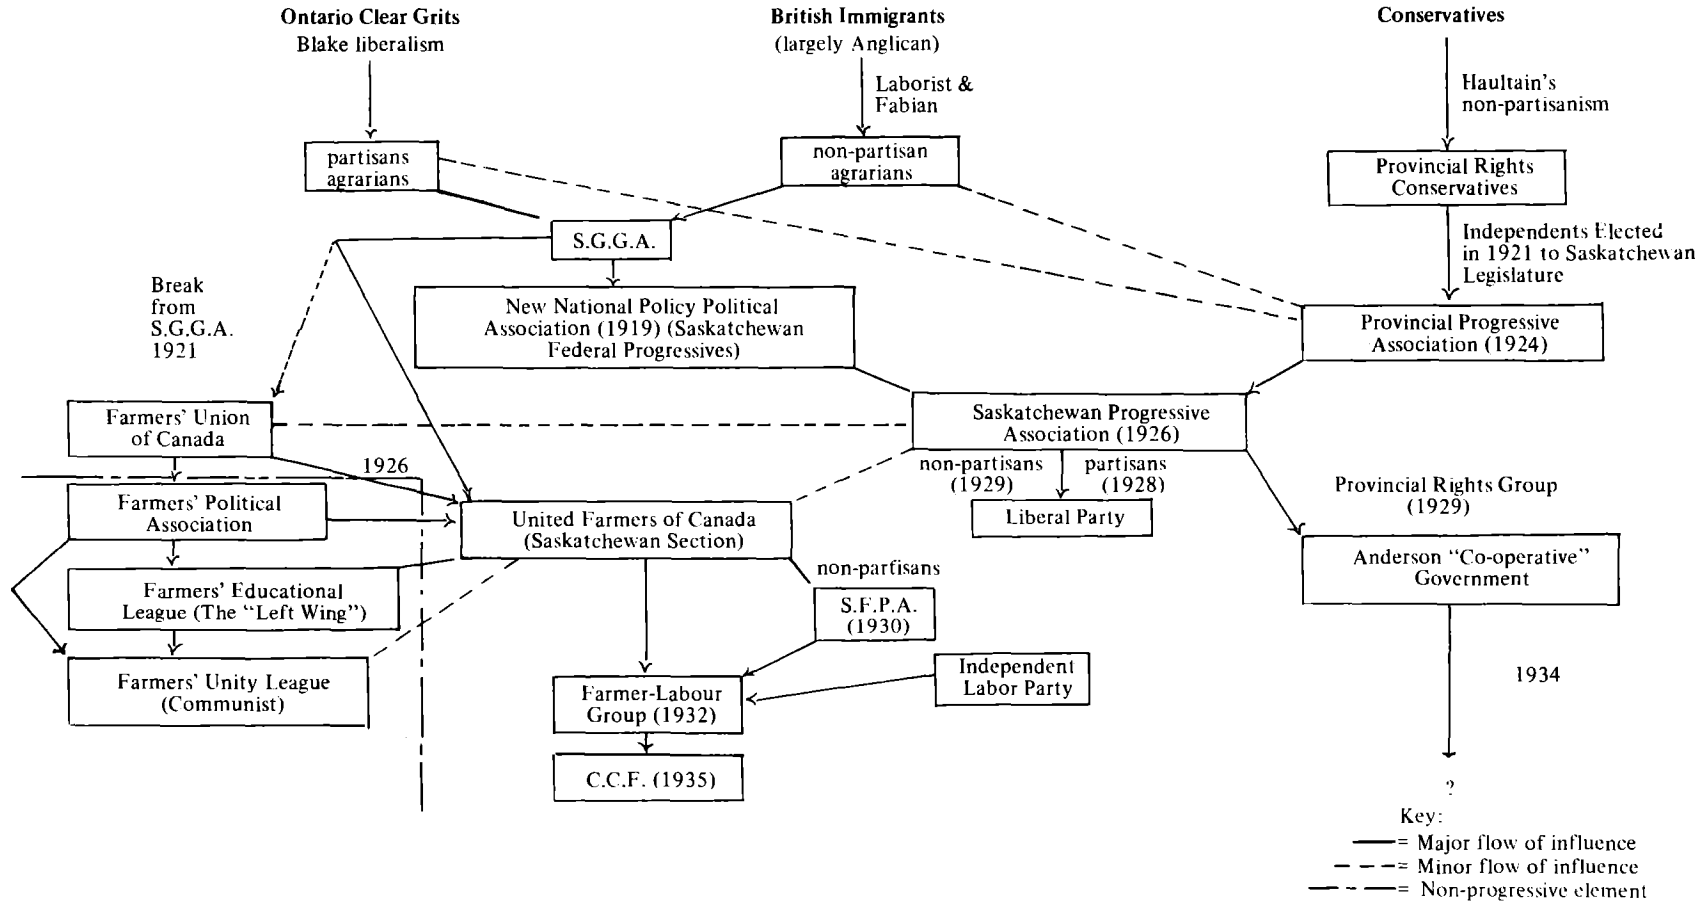 Ontario Clear Grits
Blake liberalism
British Immigrants
(largely Anglican)
Conservatives
Laborist &
Fabian
Haultain's
non-partisanism
partisans
agrarians
non-partisan
agrarians
Provincial Rights
Conservatives
S.G.G.A.
Independents Elected
in 1921 to Saskatchewan
Legislature
Break
from
S.G.G.A.
1921
New National Policy Political
Association (1919) (Saskatchewan
Federal Progressives)
Provincial Progressive
Association (1924)
Farmers' Union
of Canada
Saskatchewan Progressive
Association (1926)
1926
non-partisans
(1929)
partisans
(1928)
Provincial Rights Group
(1929)
Farmers' Political
Association
United Farmers of Canada
(Saskatchewan Section)
Liberal Party
Anderson "Co-operative"
Government
non-partisans
Farmers' Educational
League (The "Left Wing")
S.F.P.A.
(1930)
Farmers' Unity League
(Communist)
Independent
Labor Party
Farmer-Labour
Group (1932)
1934
C.C.F. (1935)
?
Key:
= Major flow of influence
= Minor flow of influence
= Non-progressive element